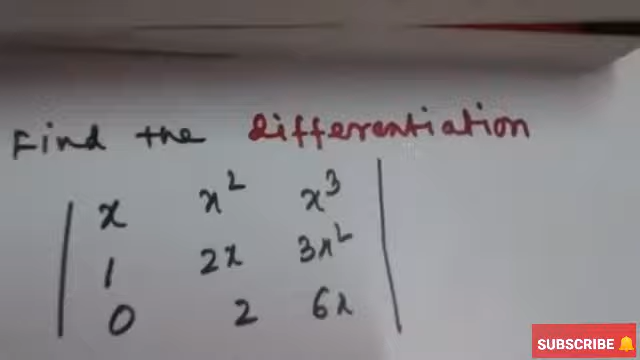 Find the differentiation
x x² x³
1 2x 3x²
0 2 6x
SUBSCRIBE